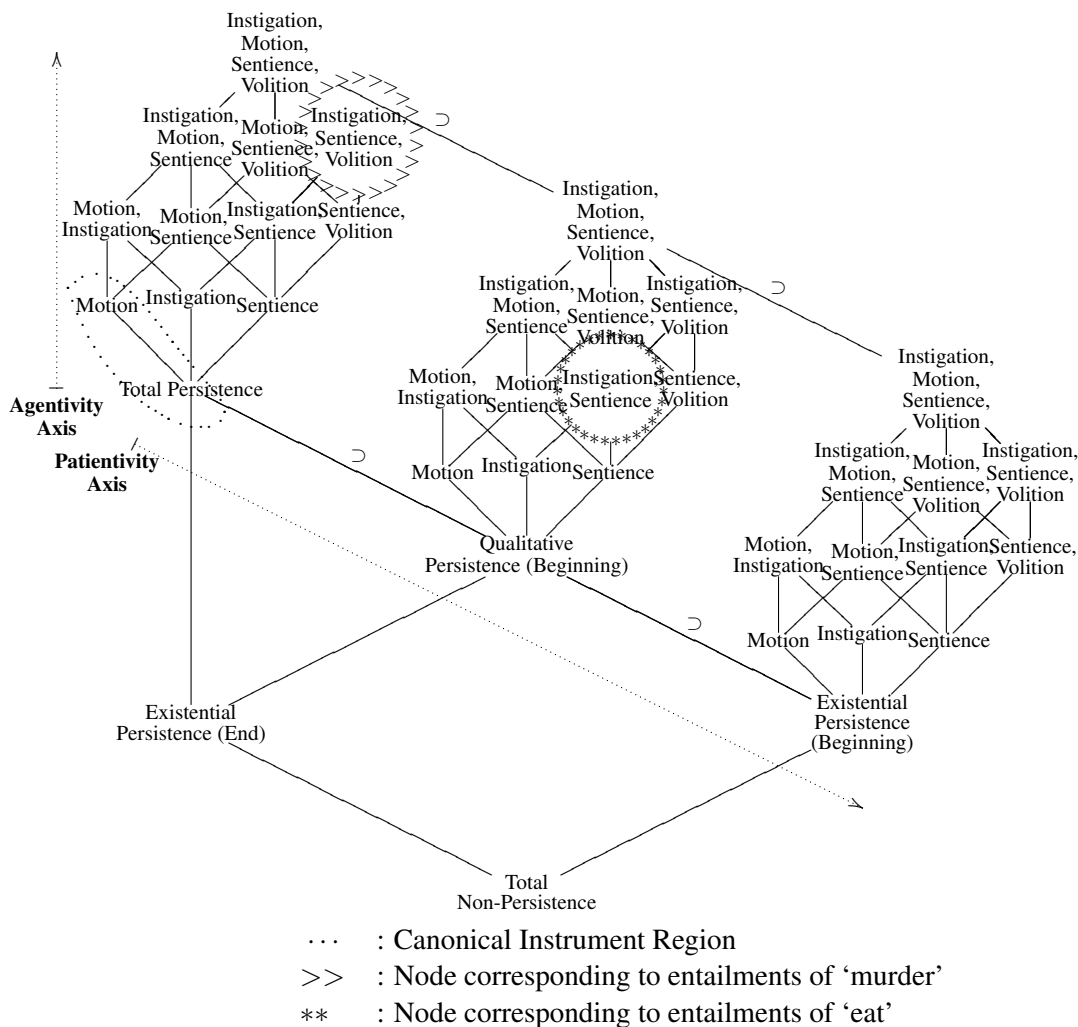 Instigation,
Motion,
Sentience,
Volition
Instigation,
Motion,
Sentience
Motion,
Sentience,
Volition
Instigation,
Sentience,
Volition
⊃
Motion,
Instigation
Motion,
Sentience
Instigation,
Sentience
Sentience,
Volition
Motion
Instigation
Sentience
Total Persistence
Agentivity
Axis
Patientivity
Axis
⊃
Instigation,
Motion,
Sentience,
Volition
Instigation,
Motion,
Sentience
Motion,
Sentience,
Volition
Instigation,
Sentience,
Volition
⊃
Motion,
Instigation
Motion,
Sentience
Instigation,
Sentience
Sentience,
Volition
Motion
Instigation
Sentience
Qualitative
Persistence (Beginning)
⊃
Instigation,
Motion,
Sentience,
Volition
Instigation,
Motion,
Sentience
Motion,
Sentience,
Volition
Instigation,
Sentience,
Volition
Motion,
Instigation
Motion,
Sentience
Instigation,
Sentience
Sentience,
Volition
Motion
Instigation
Sentience
Existential
Persistence (End)
Existential
Persistence
(Beginning)
Total
Non-Persistence
··· : Canonical Instrument Region
>> : Node corresponding to entailments of ‘murder’
** : Node corresponding to entailments of ‘eat’